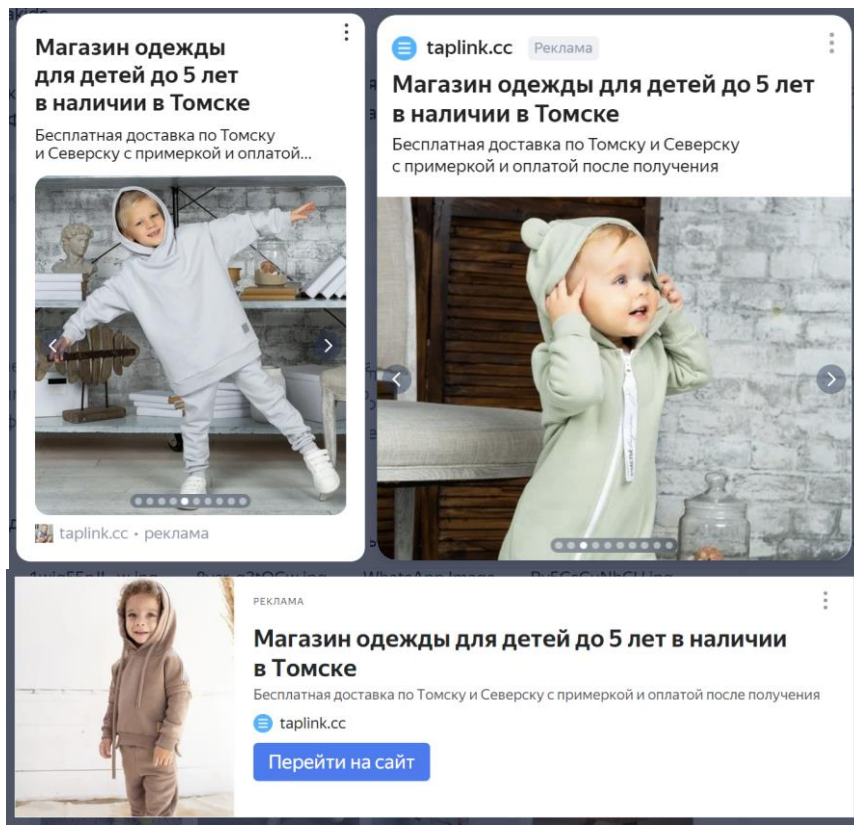 Магазин одежды
для детей до 5 лет
в наличии в Томске
Бесплатная доставка по Томску
и Северску с примеркой и оплатой...
taplink.cc • реклама
taplink.cc Реклама
Магазин одежды для детей до 5 лет
в наличии в Томске
Бесплатная доставка по Томску и Северску
с примеркой и оплатой после получения
РЕКЛАМА
Магазин одежды для детей до 5 лет в наличии
в Томске
Бесплатная доставка по Томску и Северску с примеркой и оплатой после получения
taplink.cc
Перейти на сайт